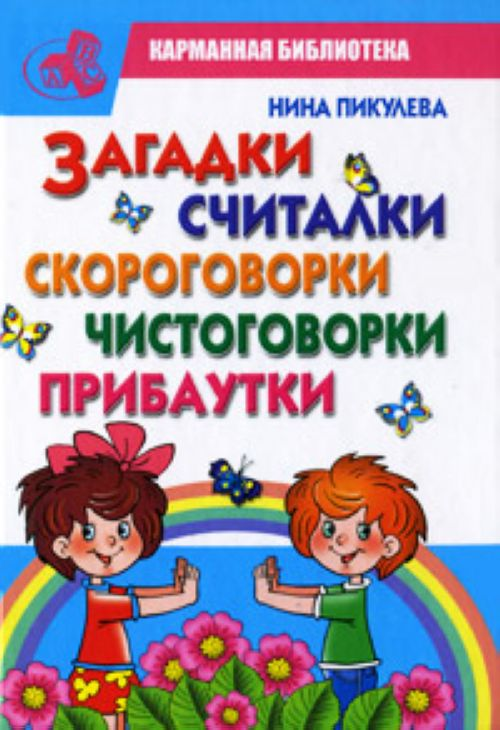 КАРМАННАЯ БИБЛИОТЕКА
НИНА ПИКУЛЕВА
ЗАГАДКИ
СЧИТАЛКИ
СКОРОГОВОРКИ
ЧИСТОГОВОРКИ
ПРИБАУТКИ